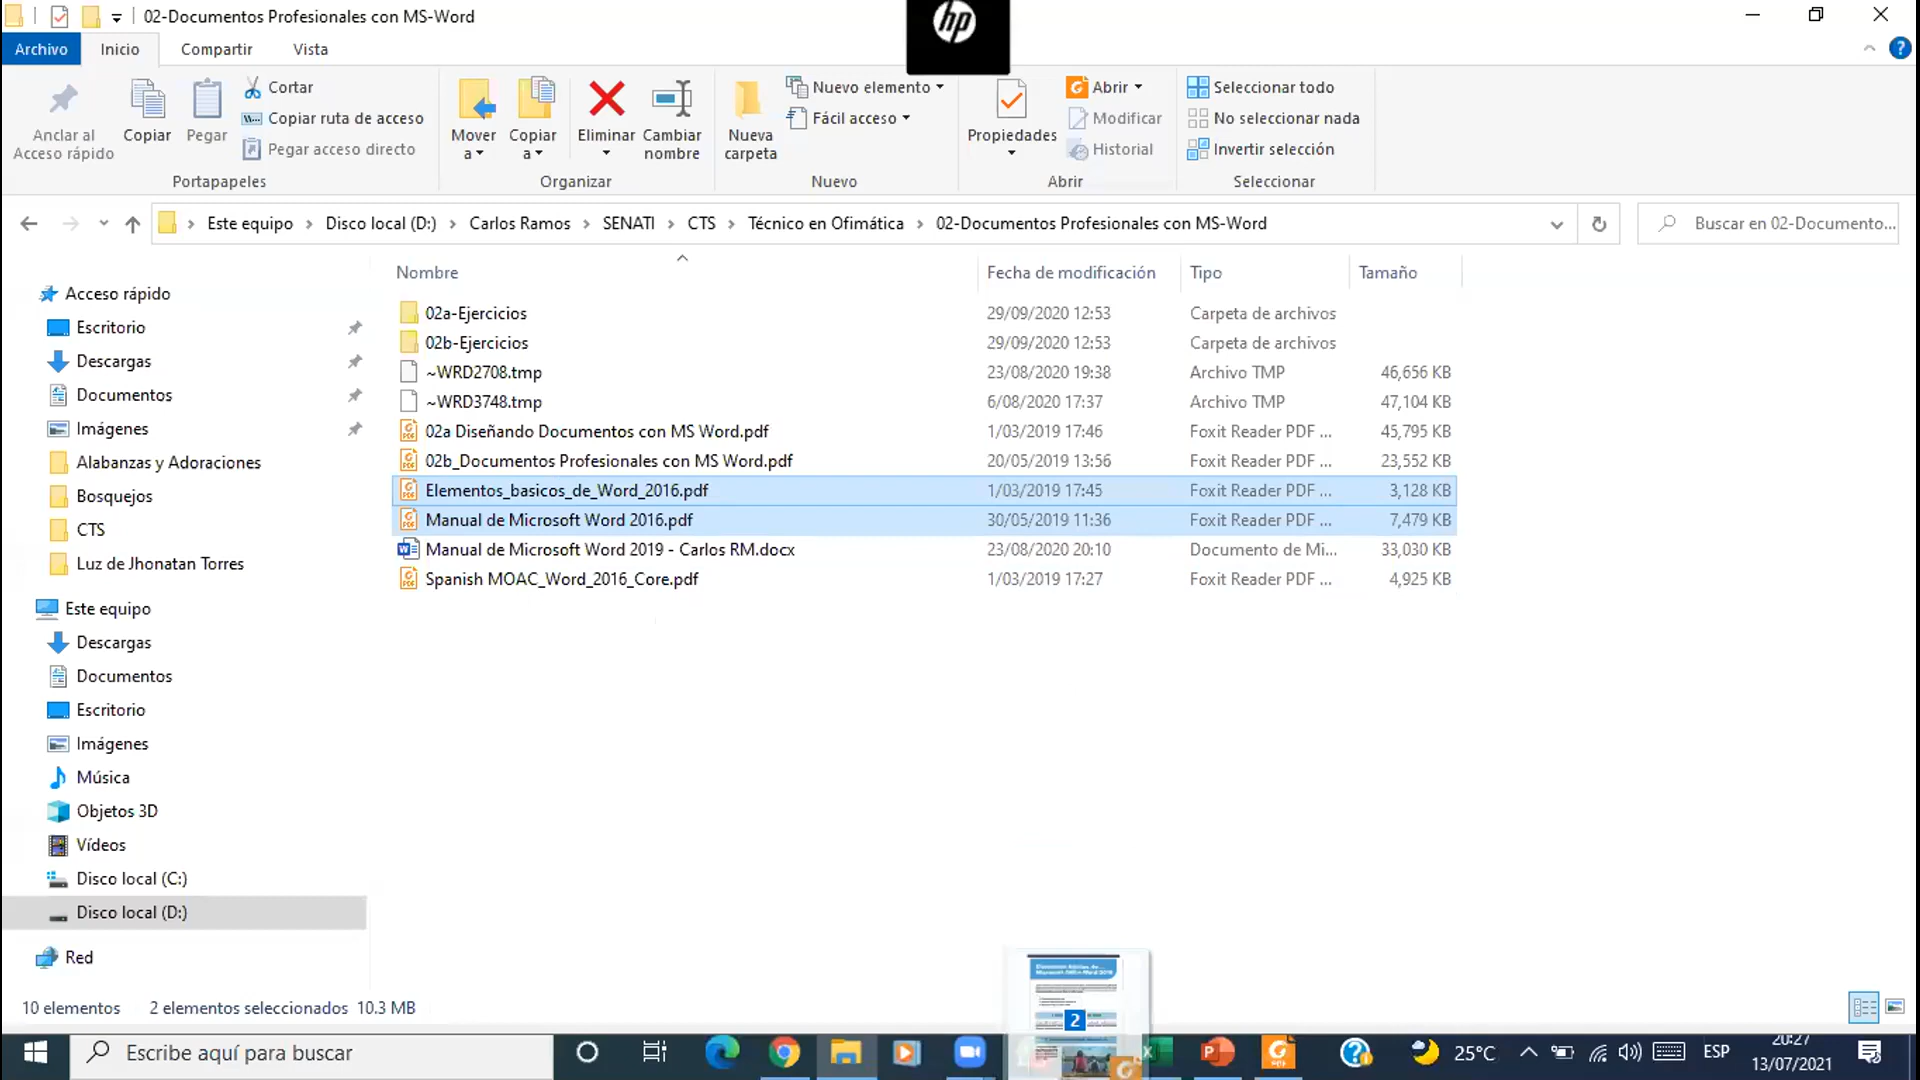 02-Documentos Profesionales con MS-Word
hp
Archivo
Inicio
Compartir
Vista
Anclar al
Acceso rápido
Copiar
Pegar
Cortar
Copiar ruta de acceso
Pegar acceso directo
Mover
a
Copiar
a
Eliminar
Cambiar
nombre
Nueva
carpeta
Nuevo elemento
Fácil acceso
Propiedades
Abrir
Modificar
Historial
Seleccionar todo
No seleccionar nada
Invertir selección
Portapapeles
Organizar
Nuevo
Abrir
Seleccionar
Este equipo > Disco local (D:) > Carlos Ramos > SENATI > CTS > Técnico en Ofimática > 02-Documentos Profesionales con MS-Word
Buscar en 02-Documento...
Nombre Fecha de modificación Tipo Tamaño
02a-Ejercicios 29/09/2020 12:53 Carpeta de archivos
02b-Ejercicios 29/09/2020 12:53 Carpeta de archivos
~WRD2708.tmp 23/08/2020 19:38 Archivo TMP 46,656 KB
~WRD3748.tmp 6/08/2020 17:37 Archivo TMP 47,104 KB
02a Diseñando Documentos con MS Word.pdf 1/03/2019 17:46 Foxit Reader PDF ... 45,795 KB
02b_Documentos Profesionales con MS Word.pdf 20/05/2019 13:56 Foxit Reader PDF ... 23,552 KB
Elementos_basicos_de_Word_2016.pdf 1/03/2019 17:45 Foxit Reader PDF ... 3,128 KB
Manual de Microsoft Word 2016.pdf 30/05/2019 11:36 Foxit Reader PDF ... 7,479 KB
Manual de Microsoft Word 2019 - Carlos RM.docx 23/08/2020 20:10 Documento de Mi... 33,030 KB
Spanish MOAC_Word_2016_Core.pdf 1/03/2019 17:27 Foxit Reader PDF ... 4,925 KB
Acceso rápido
Escritorio
Descargas
Documentos
Imágenes
Alabanzas y Adoraciones
Bosquejos
CTS
Luz de Jhonatan Torres
Este equipo
Descargas
Documentos
Escritorio
Imágenes
Música
Objetos 3D
Vídeos
Disco local (C:)
Disco local (D:)
Red
2
10 elementos 2 elementos seleccionados 10.3 MB
Escribe aquí para buscar
25°C
ESP
20:27
13/07/2021